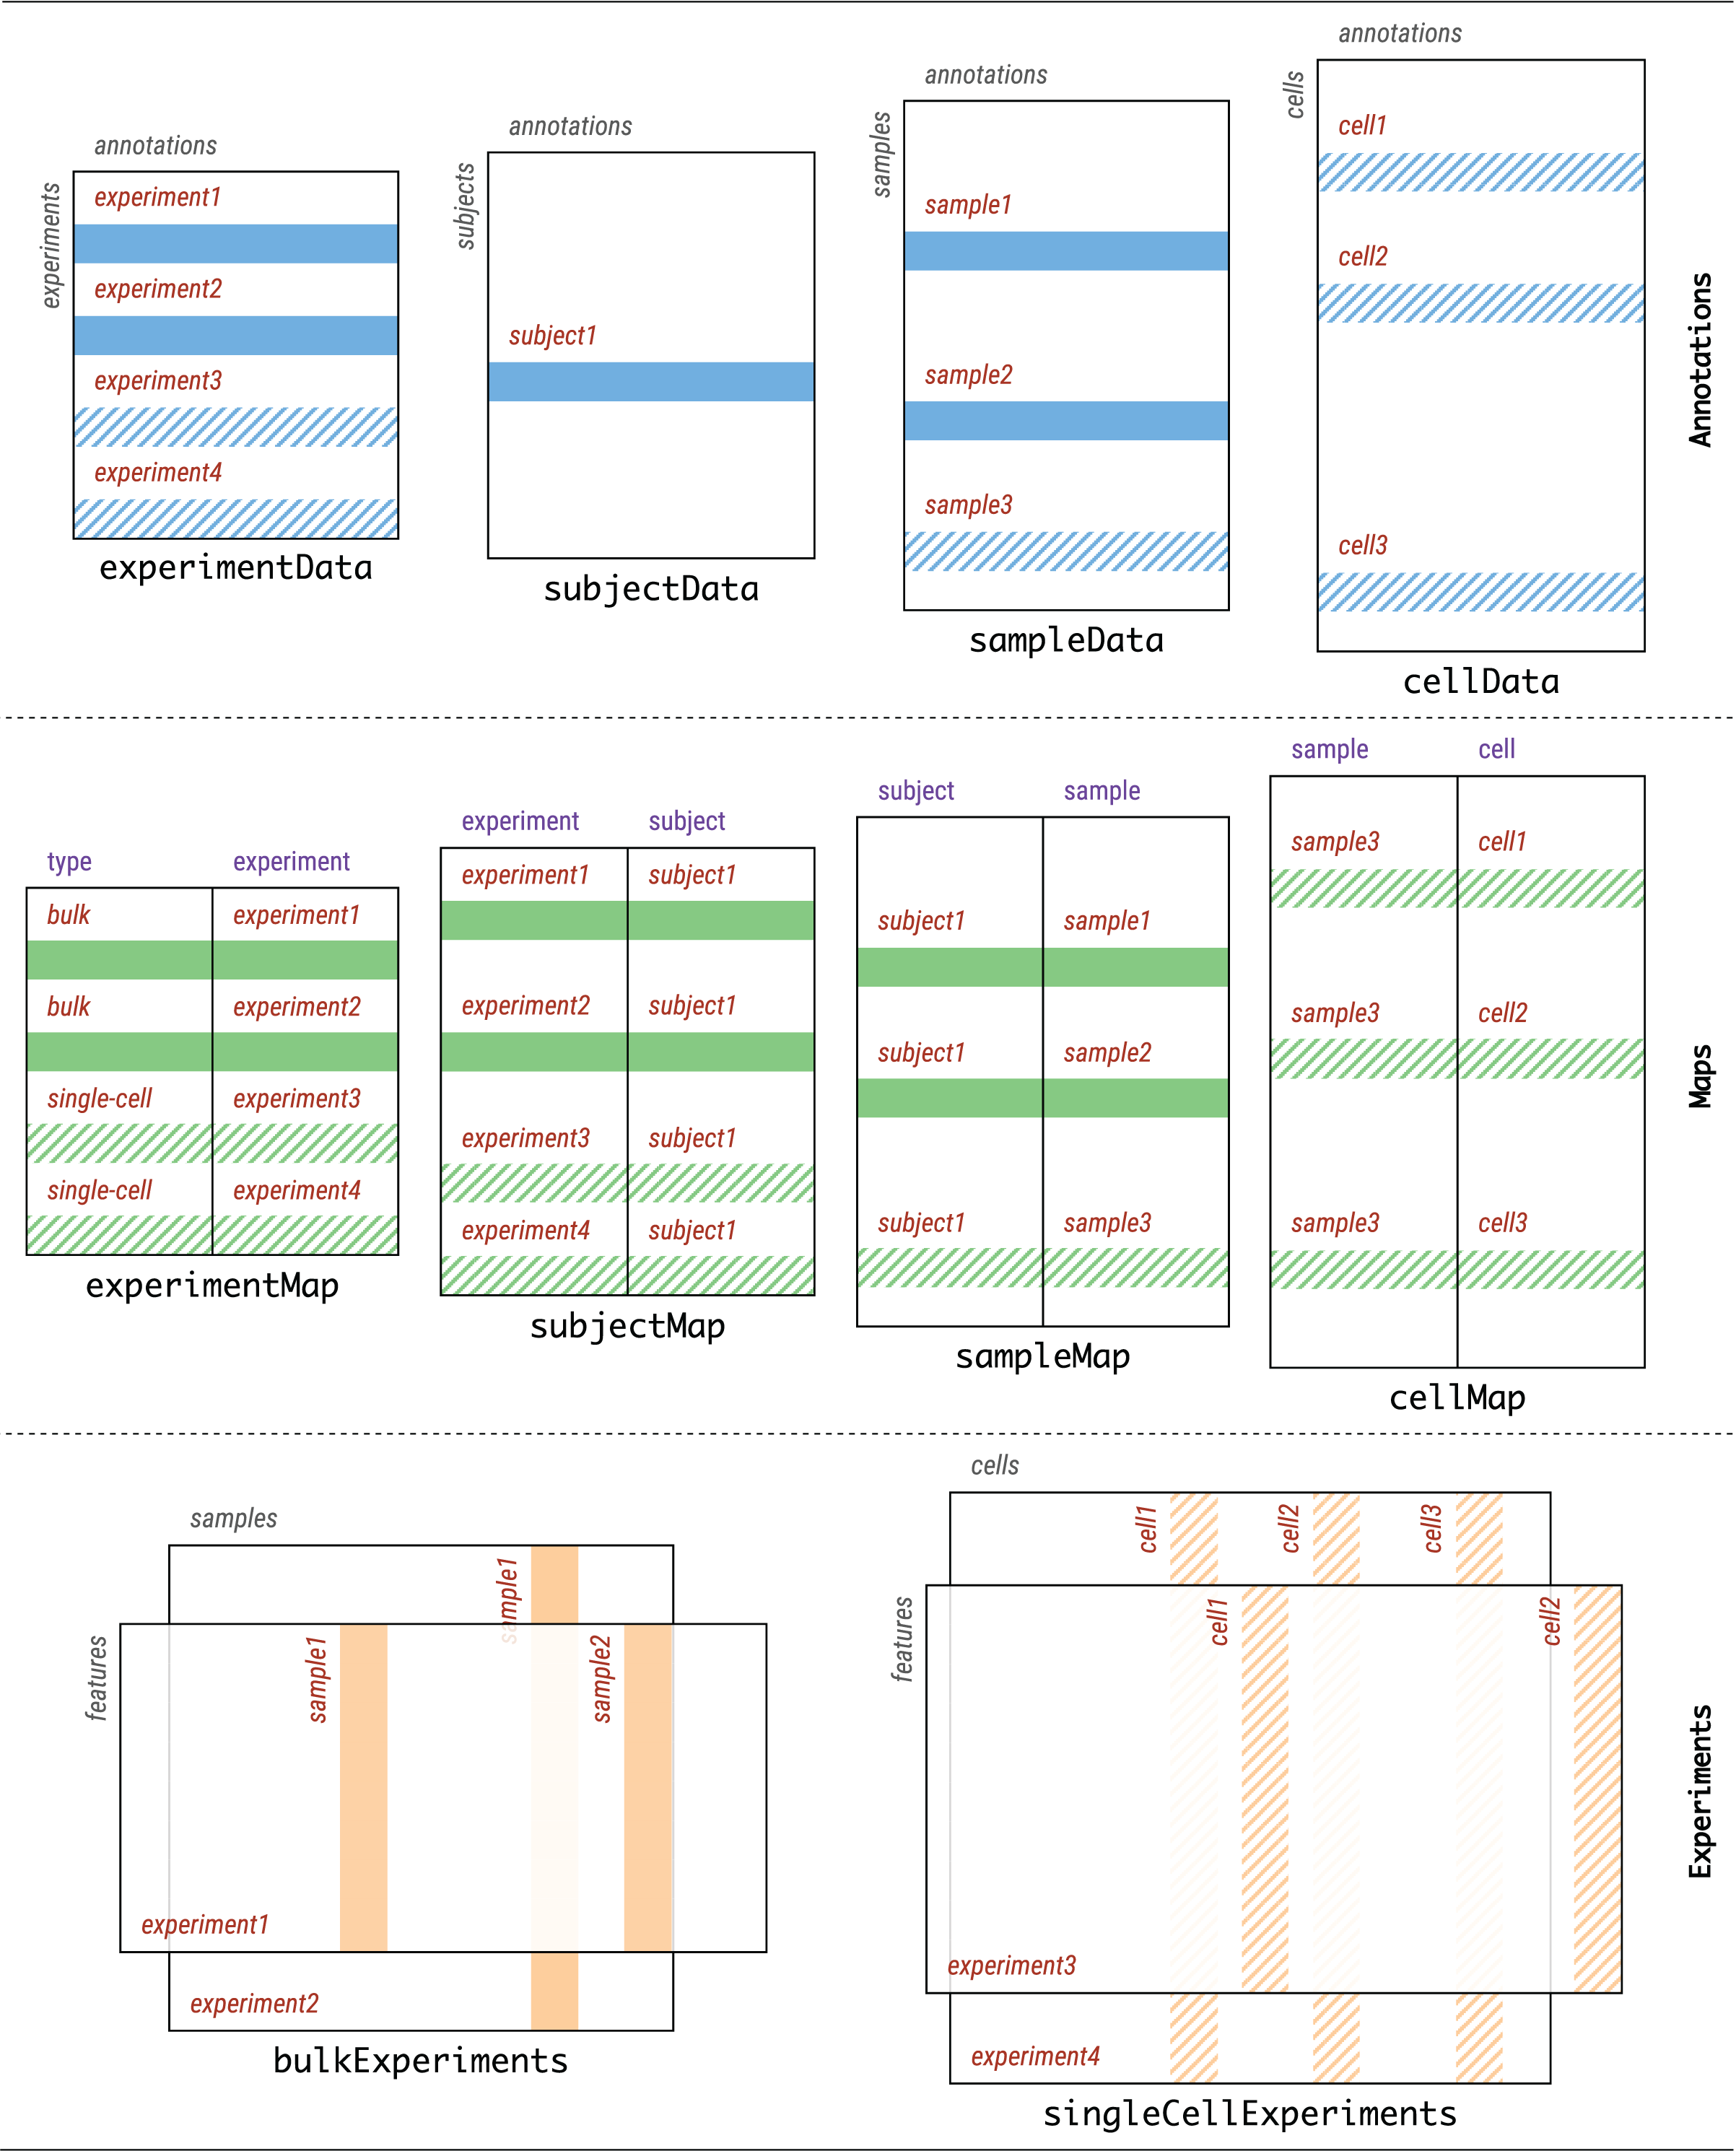 annotations
experiments
experiment1
experiment2
experiment3
experiment4
experimentData
annotations
subjects
subject1
subjectData
annotations
samples
sample1
sample2
sample3
sampleData
annotations
cells
cell1
cell2
cell3
cellData
Annotations
type experiment
bulk experiment1
bulk experiment2
single-cell experiment3
single-cell experiment4
experimentMap
experiment subject
experiment1 subject1
experiment2 subject1
experiment3 subject1
experiment4 subject1
subjectMap
subject sample
subject1 sample1
subject1 sample2
subject1 sample3
sampleMap
sample cell
sample3 cell1
sample3 cell2
sample3 cell3
cellMap
Maps
samples
sample1
features
sample1
sample2
experiment1
experiment2
bulkExperiments
cells
cell1
cell2
cell3
features
cell1
cell2
experiment3
experiment4
singleCellExperiments
Experiments